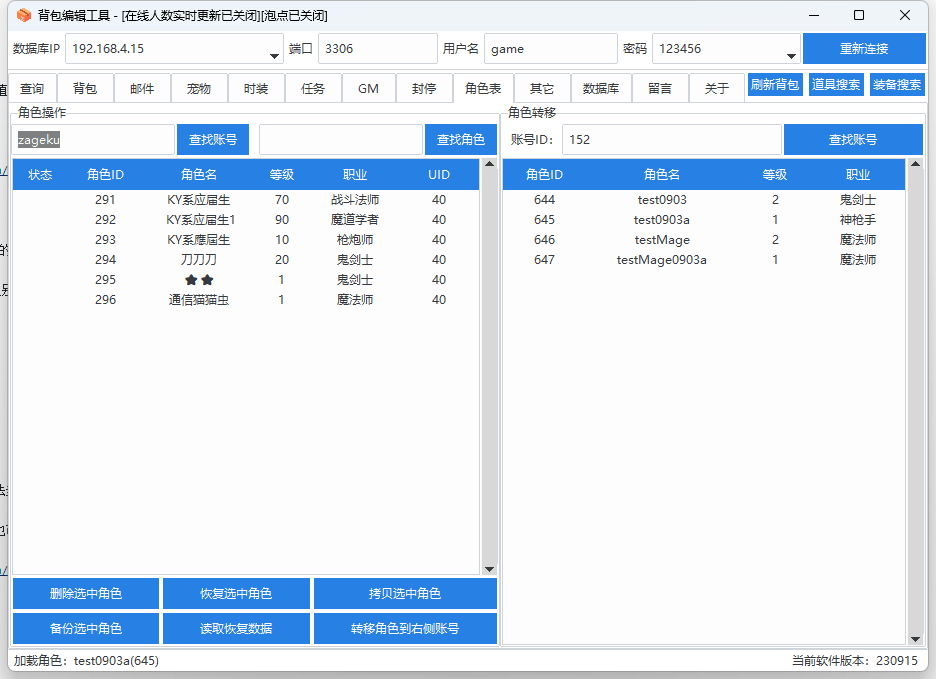 背包编辑工具 - [在线人数实时更新已关闭][泡点已关闭]
数据库IP 192.168.4.15 端口 3306 用户名 game 密码 123456 重新连接
查询 背包 邮件 宠物 时装 任务 GM 封停 角色表 其它 数据库 留言 关于 刷新背包 道具搜索 装备搜索
角色操作 角色转移
zageku 查找账号 查找角色 账号ID: 152 查找账号
状态 角色ID 角色名 等级 职业 UID 角色ID 角色名 等级 职业
291 KY系应届生 70 战斗法师 40 644 test0903 2 鬼剑士
292 KY系应届生1 90 魔道学者 40 645 test0903a 1 神枪手
293 KY系應届生 10 枪炮师 40 646 testMage 2 魔法师
294 刀刀刀 20 鬼剑士 40 647 testMage0903a 1 魔法师
295 ★★ 1 鬼剑士 40
296 通信猫猫虫 1 魔法师 40
删除选中角色 恢复选中角色 拷贝选中角色
备份选中角色 读取恢复数据 转移角色到右侧账号
加载角色: test0903a(645) 当前软件版本: 230915